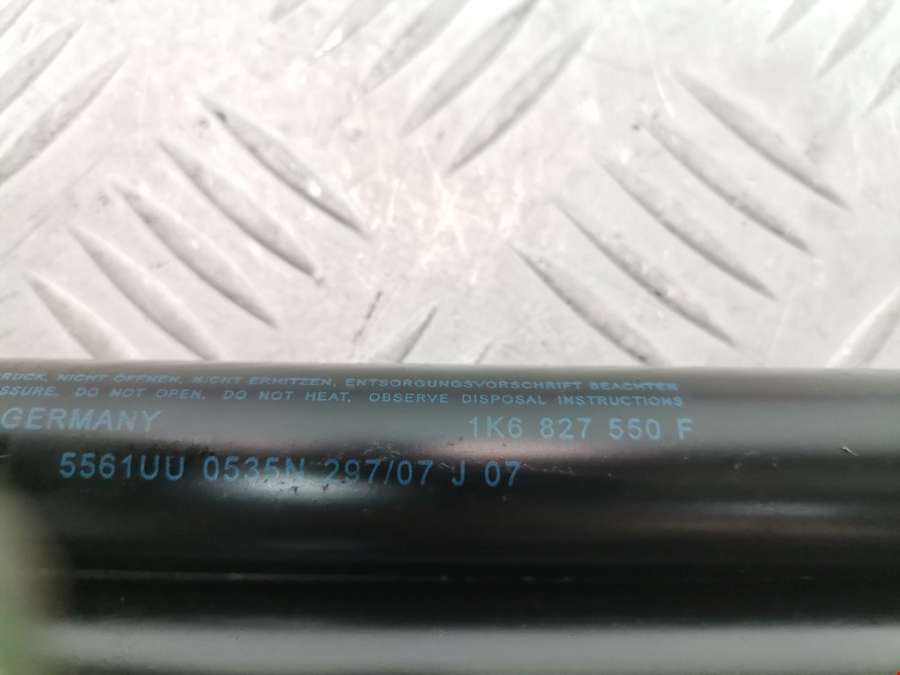 DRUCK, NICHT ÖFFNEN, NICHT ERHITZEN, ENTSORGUNGSVORSCHRIFT BEACHTEN
SSURE. DO NOT OPEN. DO NOT HEAT. OBSERVE DISPOSAL INSTRUCTIONS
GERMANY 1K6 827 550 F
5561UU 0535N 297/07 J 07